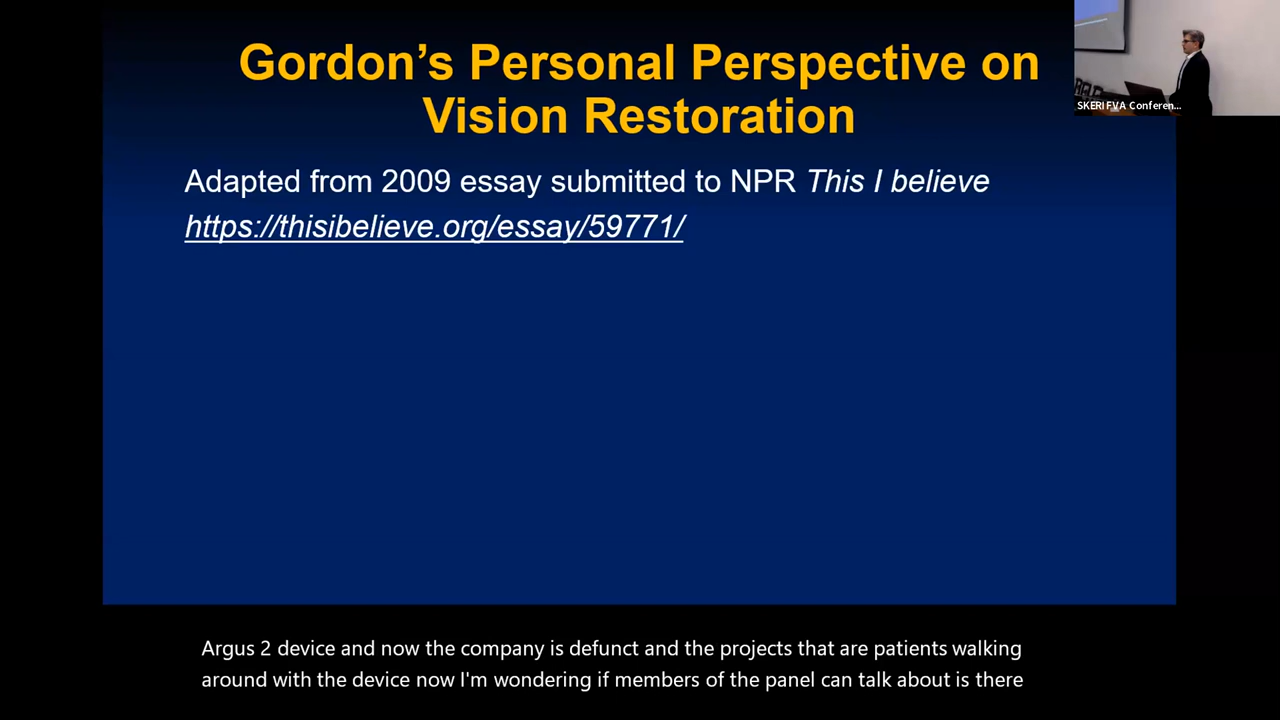 Gordon's Personal Perspective on
Vision Restoration
Adapted from 2009 essay submitted to NPR This I believe
https://thisibelieve.org/essay/59771/
SKERI FVA Conferen...
Argus 2 device and now the company is defunct and the projects that are patients walking
around with the device now I'm wondering if members of the panel can talk about is there